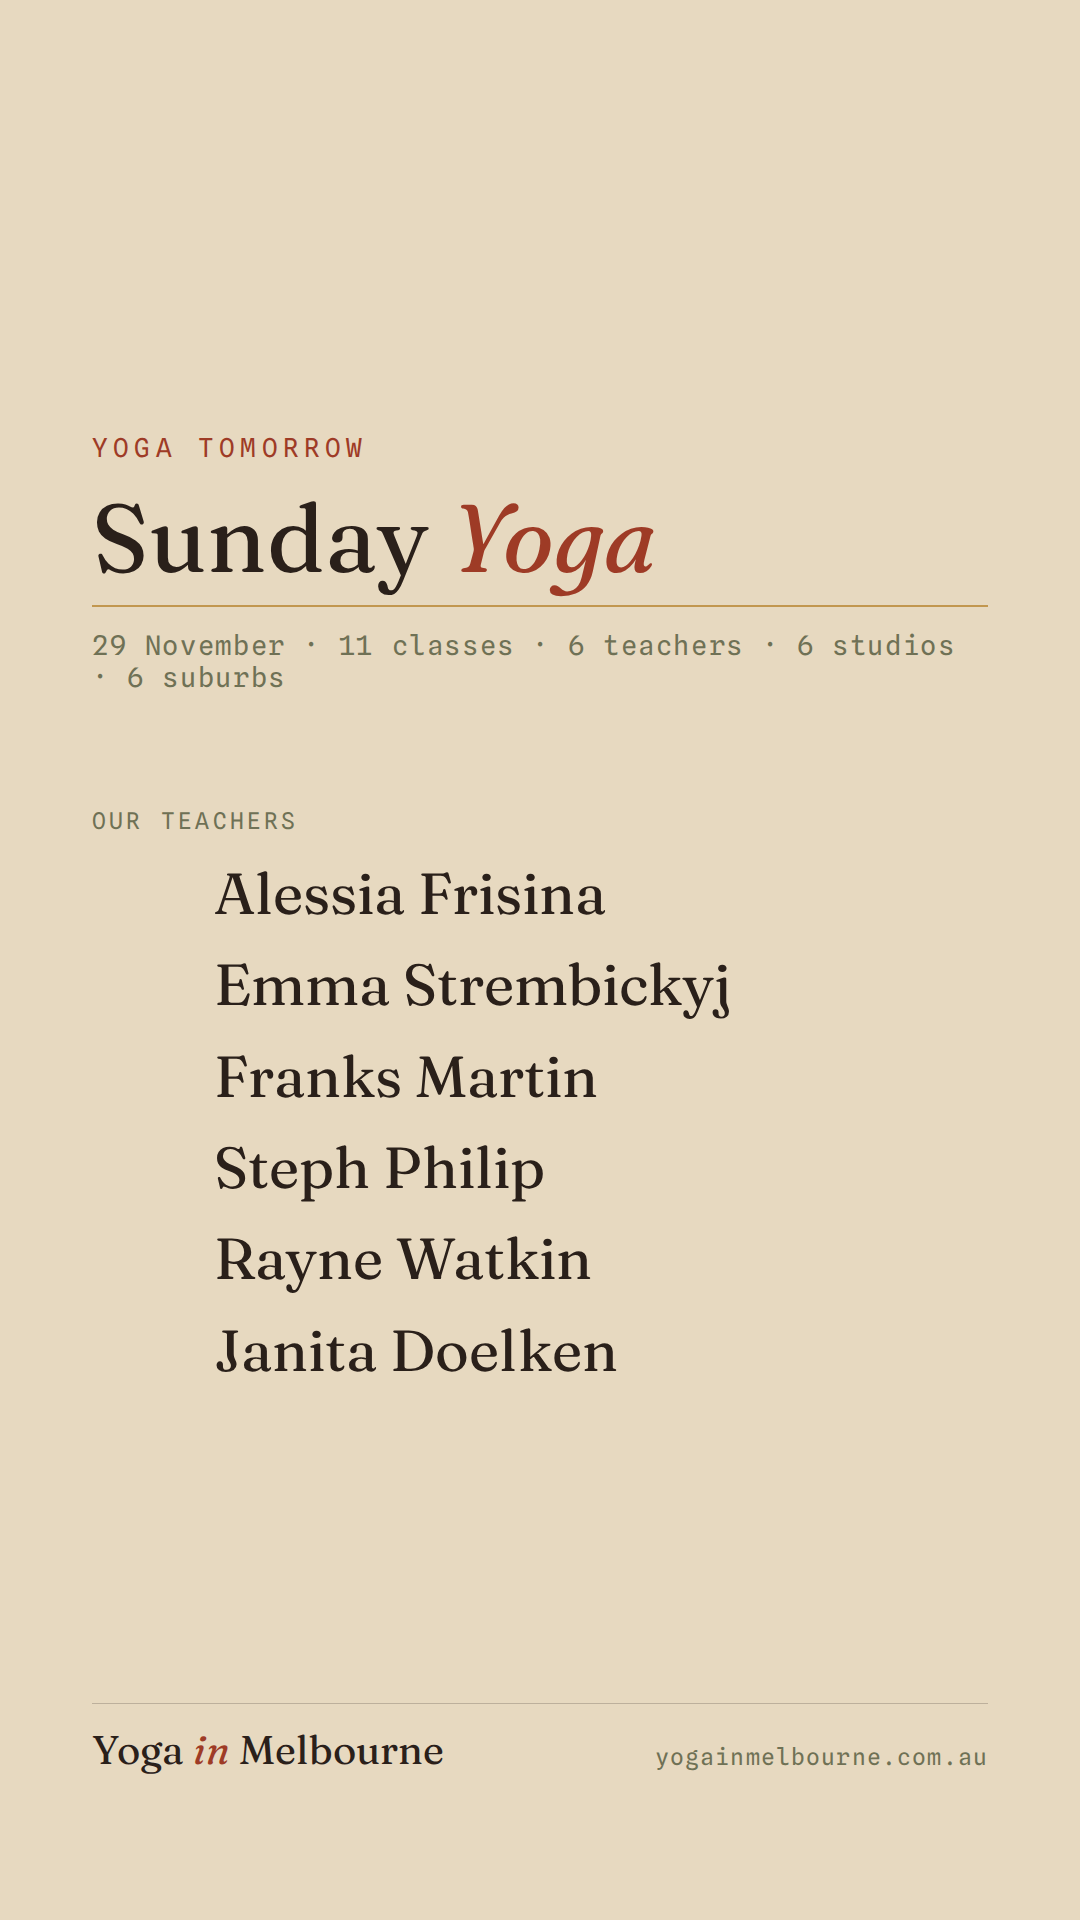 YOGA TOMORROW
Sunday Yoga
29 November · 11 classes · 6 teachers · 6 studios
· 6 suburbs
OUR TEACHERS
Alessia Frisina
Emma Strembickyj
Franks Martin
Steph Philip
Rayne Watkin
Janita Doelken
Yoga in Melbourne
yogainmelbourne.com.au